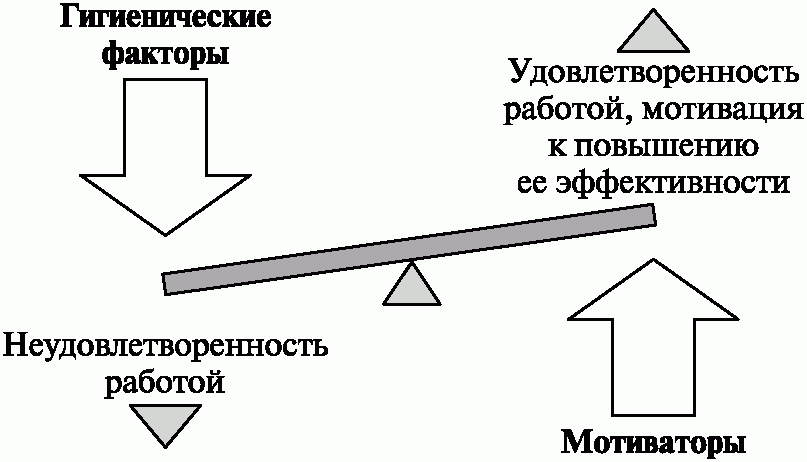 Гигиенические
факторы
Удовлетворенность
работой, мотивация
к повышению
ее эффективности
Неудовлетворенность
работой
Мотиваторы